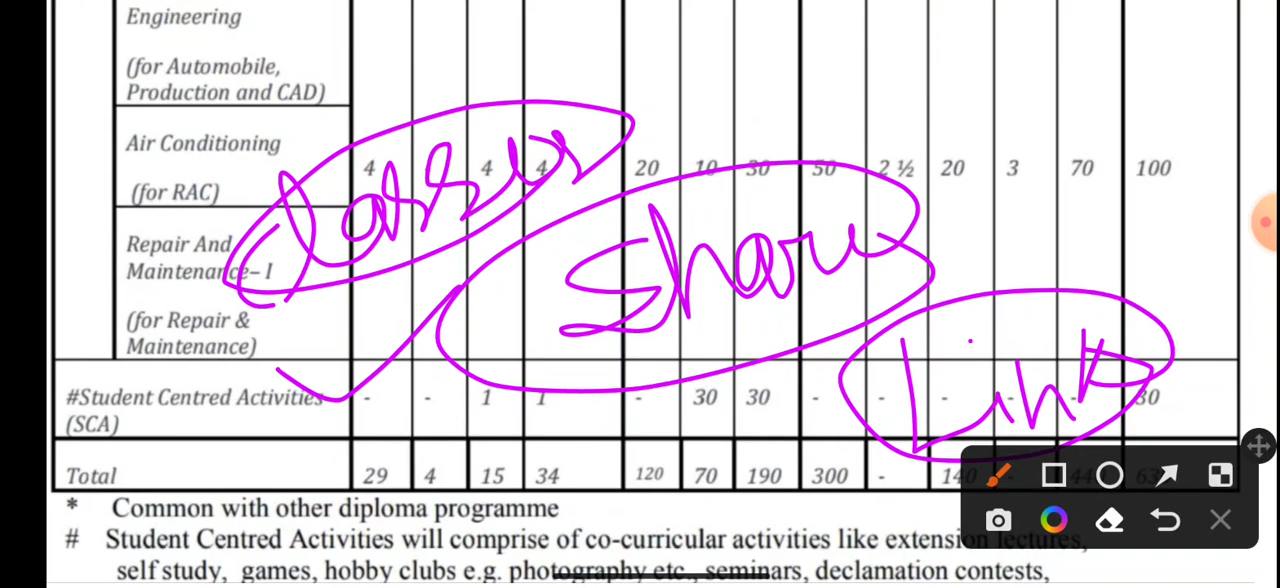 Engineering
(for Automobile,
Production and CAD)
Air Conditioning
(for RAC)
4 4 4 20 10 30 50 2 ½ 20 3 70 100
Repair And
Maintenance– I
(for Repair &
Maintenance)
Share
Link
#Student Centred Activities - - 1 1 - 30 30 - - - - - 30
(SCA)
Total 29 4 15 34 120 70 190 300 - 140
* Common with other diploma programme
# Student Centred Activities will comprise of co-curricular activities like extension lectures,
self study, games, hobby clubs e.g. photography etc., seminars, declamation contests,